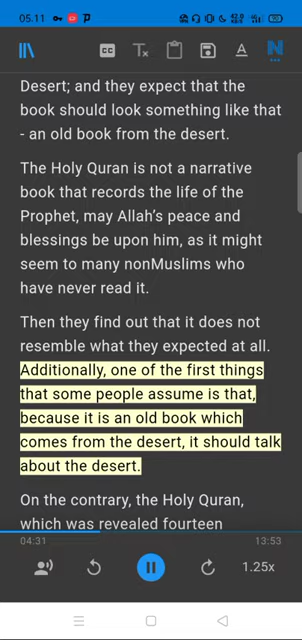 05.11
Desert; and they expect that the
book should look something like that
- an old book from the desert.
The Holy Quran is not a narrative
book that records the life of the
Prophet, may Allah's peace and
blessings be upon him, as it might
seem to many nonMuslims who
have never read it.
Then they find out that it does not
resemble what they expected at all.
Additionally, one of the first things
that some people assume is that,
because it is an old book which
comes from the desert, it should talk
about the desert.
On the contrary, the Holy Quran,
which was revealed fourteen
04:31 13:53
1.25x